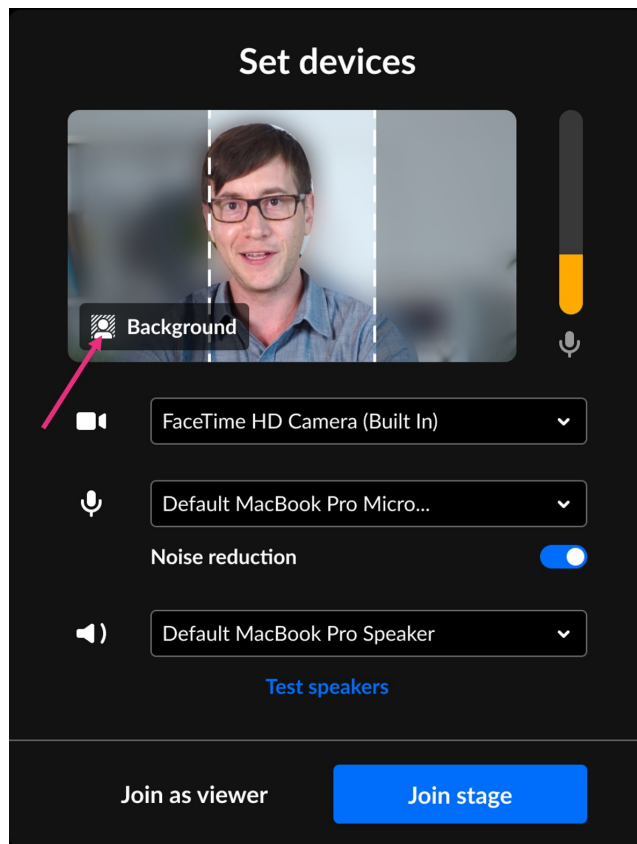 Set devices
Background
FaceTime HD Camera (Built In)
Default MacBook Pro Micro...
Noise reduction
Default MacBook Pro Speaker
Test speakers
Join as viewer
Join stage